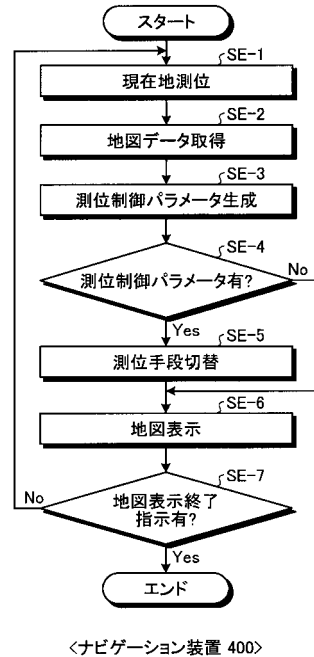 スタート
SE-1
現在地測位
SE-2
地図データ取得
SE-3
測位制御パラメータ生成
SE-4
測位制御パラメータ有?
No
Yes
SE-5
測位手段切替
SE-6
地図表示
SE-7
No
地図表示終了
指示有?
Yes
エンド
<ナビゲーション装置 400>